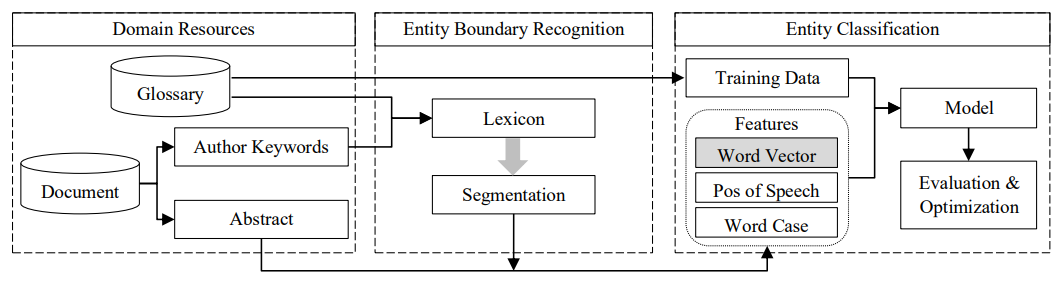 Domain Resources
Glossary
Document
Author Keywords
Abstract
Entity Boundary Recognition
Lexicon
Segmentation
Entity Classification
Training Data
Features
Word Vector
Pos of Speech
Word Case
Model
Evaluation &
Optimization